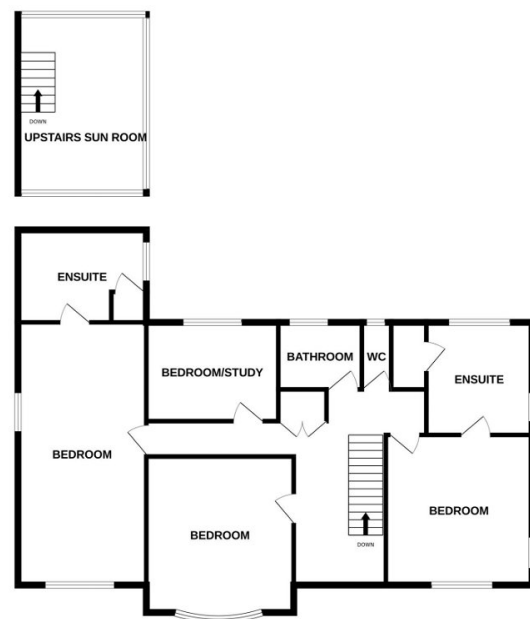 DOWN
UPSTAIRS SUN ROOM
ENSUITE
BEDROOM/STUDY
BATHROOM
WC
ENSUITE
BEDROOM
BEDROOM
BEDROOM
DOWN